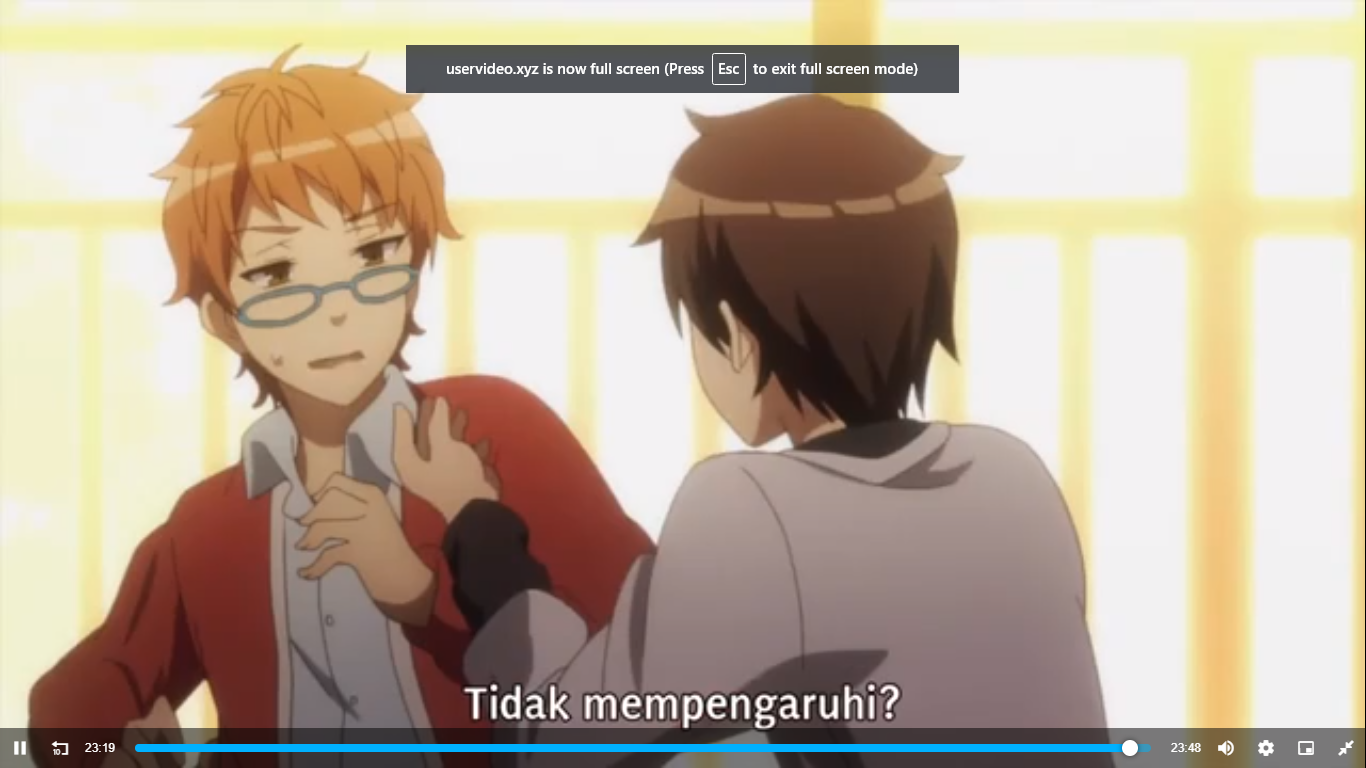 uservideo.xyz is now full screen (Press Esc to exit full screen mode)
Tidak mempengaruhi?
10
23:19
23:48